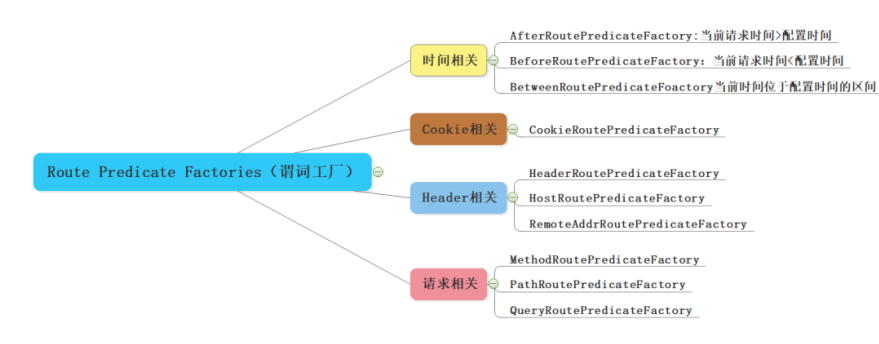 Route Predicate Factories（谓词工厂）
时间相关
AfterRoutePredicateFactory:当前请求时间>配置时间
BeforeRoutePredicateFactory：当前请求时间<配置时间
BetweenRoutePredicateFoactory当前时间位于配置时间的区间
Cookie相关
CookieRoutePredicateFactory
Header相关
HeaderRoutePredicateFactory
HostRoutePredicateFactory
RemoteAddrRoutePredicateFactory
请求相关
MethodRoutePredicateFactory
PathRoutePredicateFactory
QueryRoutePredicateFactory